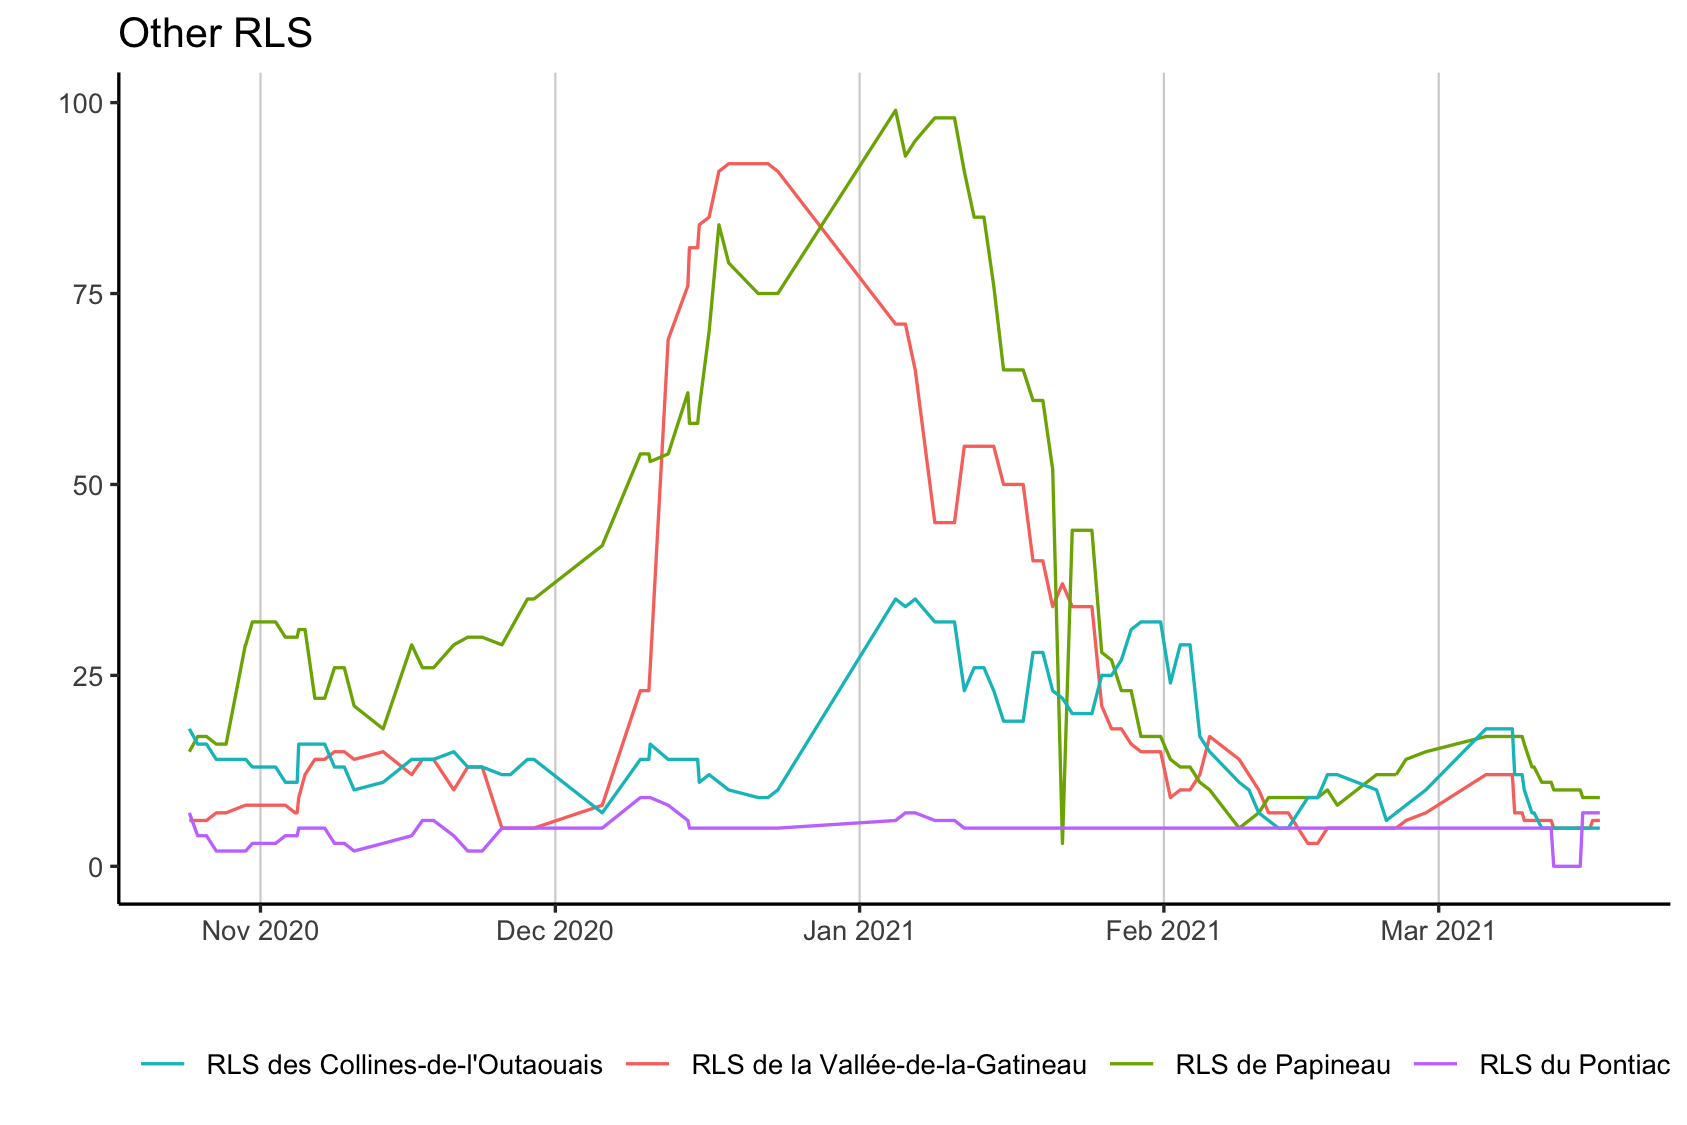 Other RLS
100
75
50
25
0
Nov 2020 Dec 2020 Jan 2021 Feb 2021 Mar 2021
RLS des Collines-de-l'Outaouais RLS de la Vallée-de-la-Gatineau RLS de Papineau RLS du Pontiac